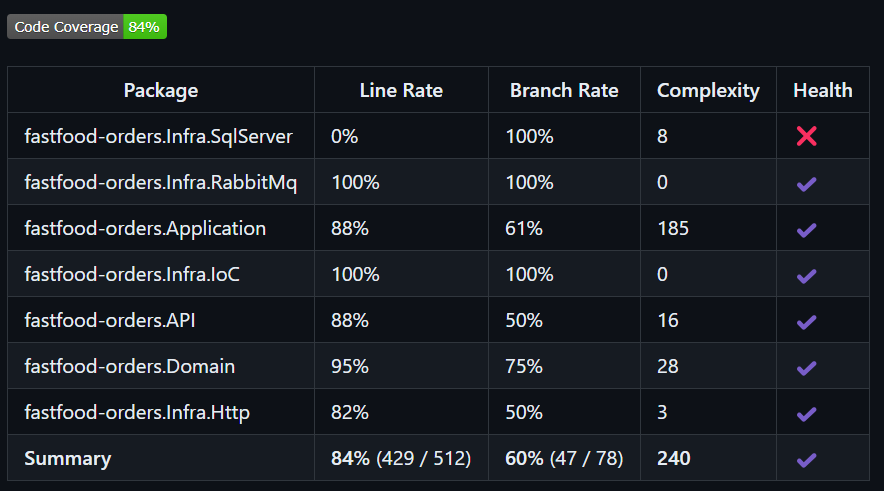 Code Coverage 84%
Package Line Rate Branch Rate Complexity Health
fastfood-orders.Infra.SqlServer 0% 100% 8
fastfood-orders.Infra.RabbitMq 100% 100% 0
fastfood-orders.Application 88% 61% 185
fastfood-orders.Infra.IoC 100% 100% 0
fastfood-orders.API 88% 50% 16
fastfood-orders.Domain 95% 75% 28
fastfood-orders.Infra.Http 82% 50% 3
Summary 84% (429 / 512) 60% (47 / 78) 240